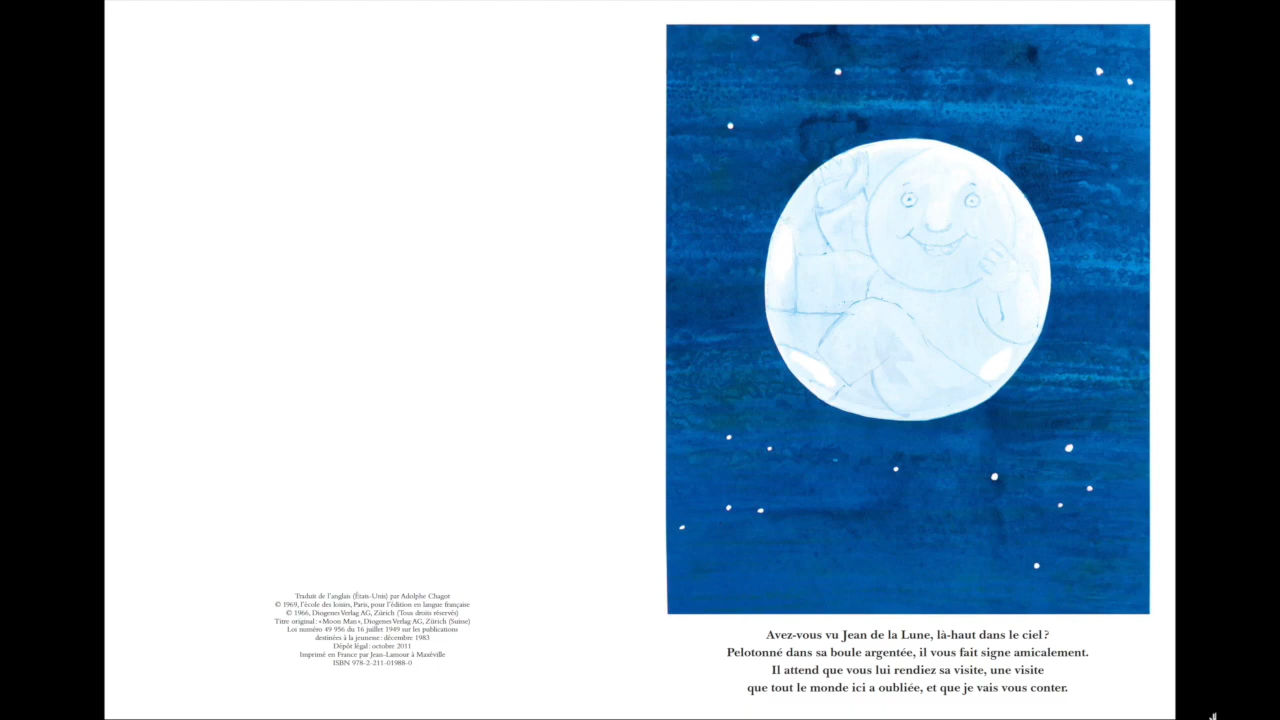 Traduit de l'anglais (États-Unis) par Adolphe Chagot
© 1969, l'école des loisirs, Paris, pour l'édition en langue française
© 1966, Diogenes Verlag AG, Zürich (Tous droits réservés)
Titre original : «Moon Man», Diogenes Verlag AG, Zürich (Suisse)
Loi numéro 49 956 du 16 juillet 1949 sur les publications
destinées à la jeunesse : décembre 1983
Dépôt légal : octobre 2011
Imprimé en France par Jean-Lamour à Maxéville
ISBN 978-2-211-01988-0
Avez-vous vu Jean de la Lune, là-haut dans le ciel ?
Pelotonné dans sa boule argentée, il vous fait signe amicalement.
Il attend que vous lui rendiez sa visite, une visite
que tout le monde ici a oubliée, et que je vais vous conter.